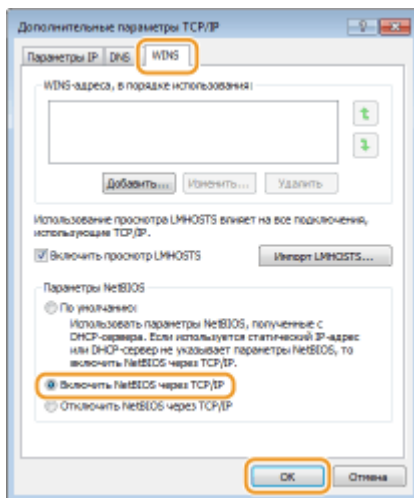 Дополнительные параметры TCP/IP
Параметры IP DNS WINS
WINS-адреса, в порядке использования:
Добавить... Изменить... Удалить
Использование просмотра LMHOSTS влияет на все подключения,
использующие TCP/IP.
Включить просмотр LMHOSTS Импорт LMHOSTS...
Параметры NetBIOS
По умолчанию:
Использовать параметры NetBIOS, полученные с
DHCP-сервера. Если используется статический IP-адрес
или DHCP-сервер не указывает параметры NetBIOS, то
включить NetBIOS через TCP/IP.
Включить NetBIOS через TCP/IP
Отключить NetBIOS через TCP/IP
OK Отмена